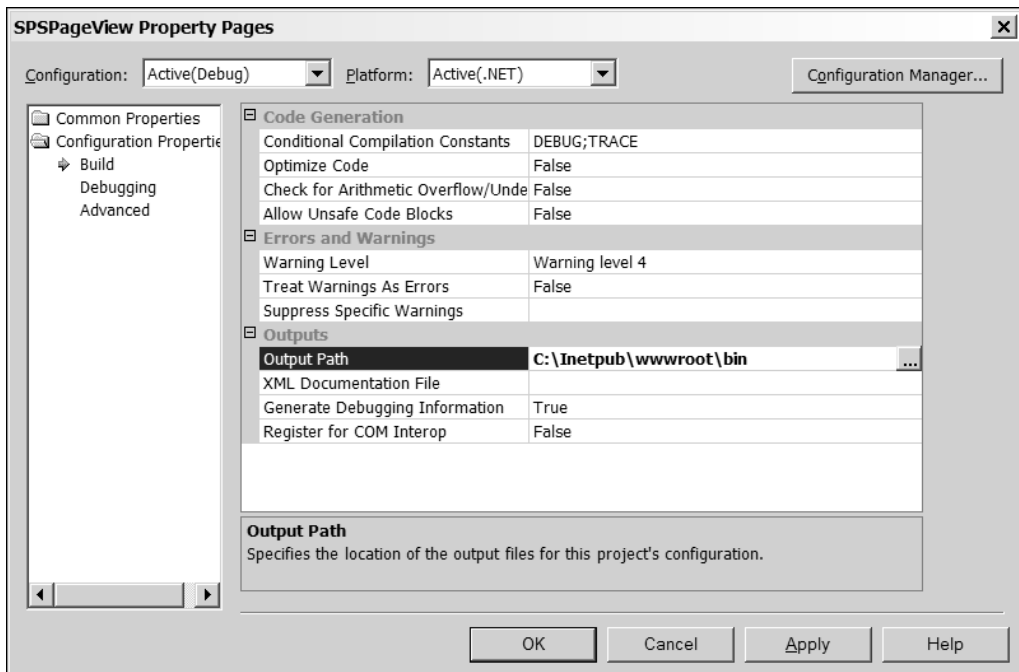 SPSPageView Property Pages
Configuration: Active(Debug) Platform: Active(.NET) Configuration Manager...
Common Properties
Configuration Propertie
Build
Debugging
Advanced
Code Generation
Conditional Compilation Constants DEBUG;TRACE
Optimize Code False
Check for Arithmetic Overflow/Unde False
Allow Unsafe Code Blocks False
Errors and Warnings
Warning Level Warning level 4
Treat Warnings As Errors False
Suppress Specific Warnings
Outputs
Output Path C:\Inetpub\wwwroot\bin ...
XML Documentation File
Generate Debugging Information True
Register for COM Interop False
Output Path
Specifies the location of the output files for this project's configuration.
OK Cancel Apply Help